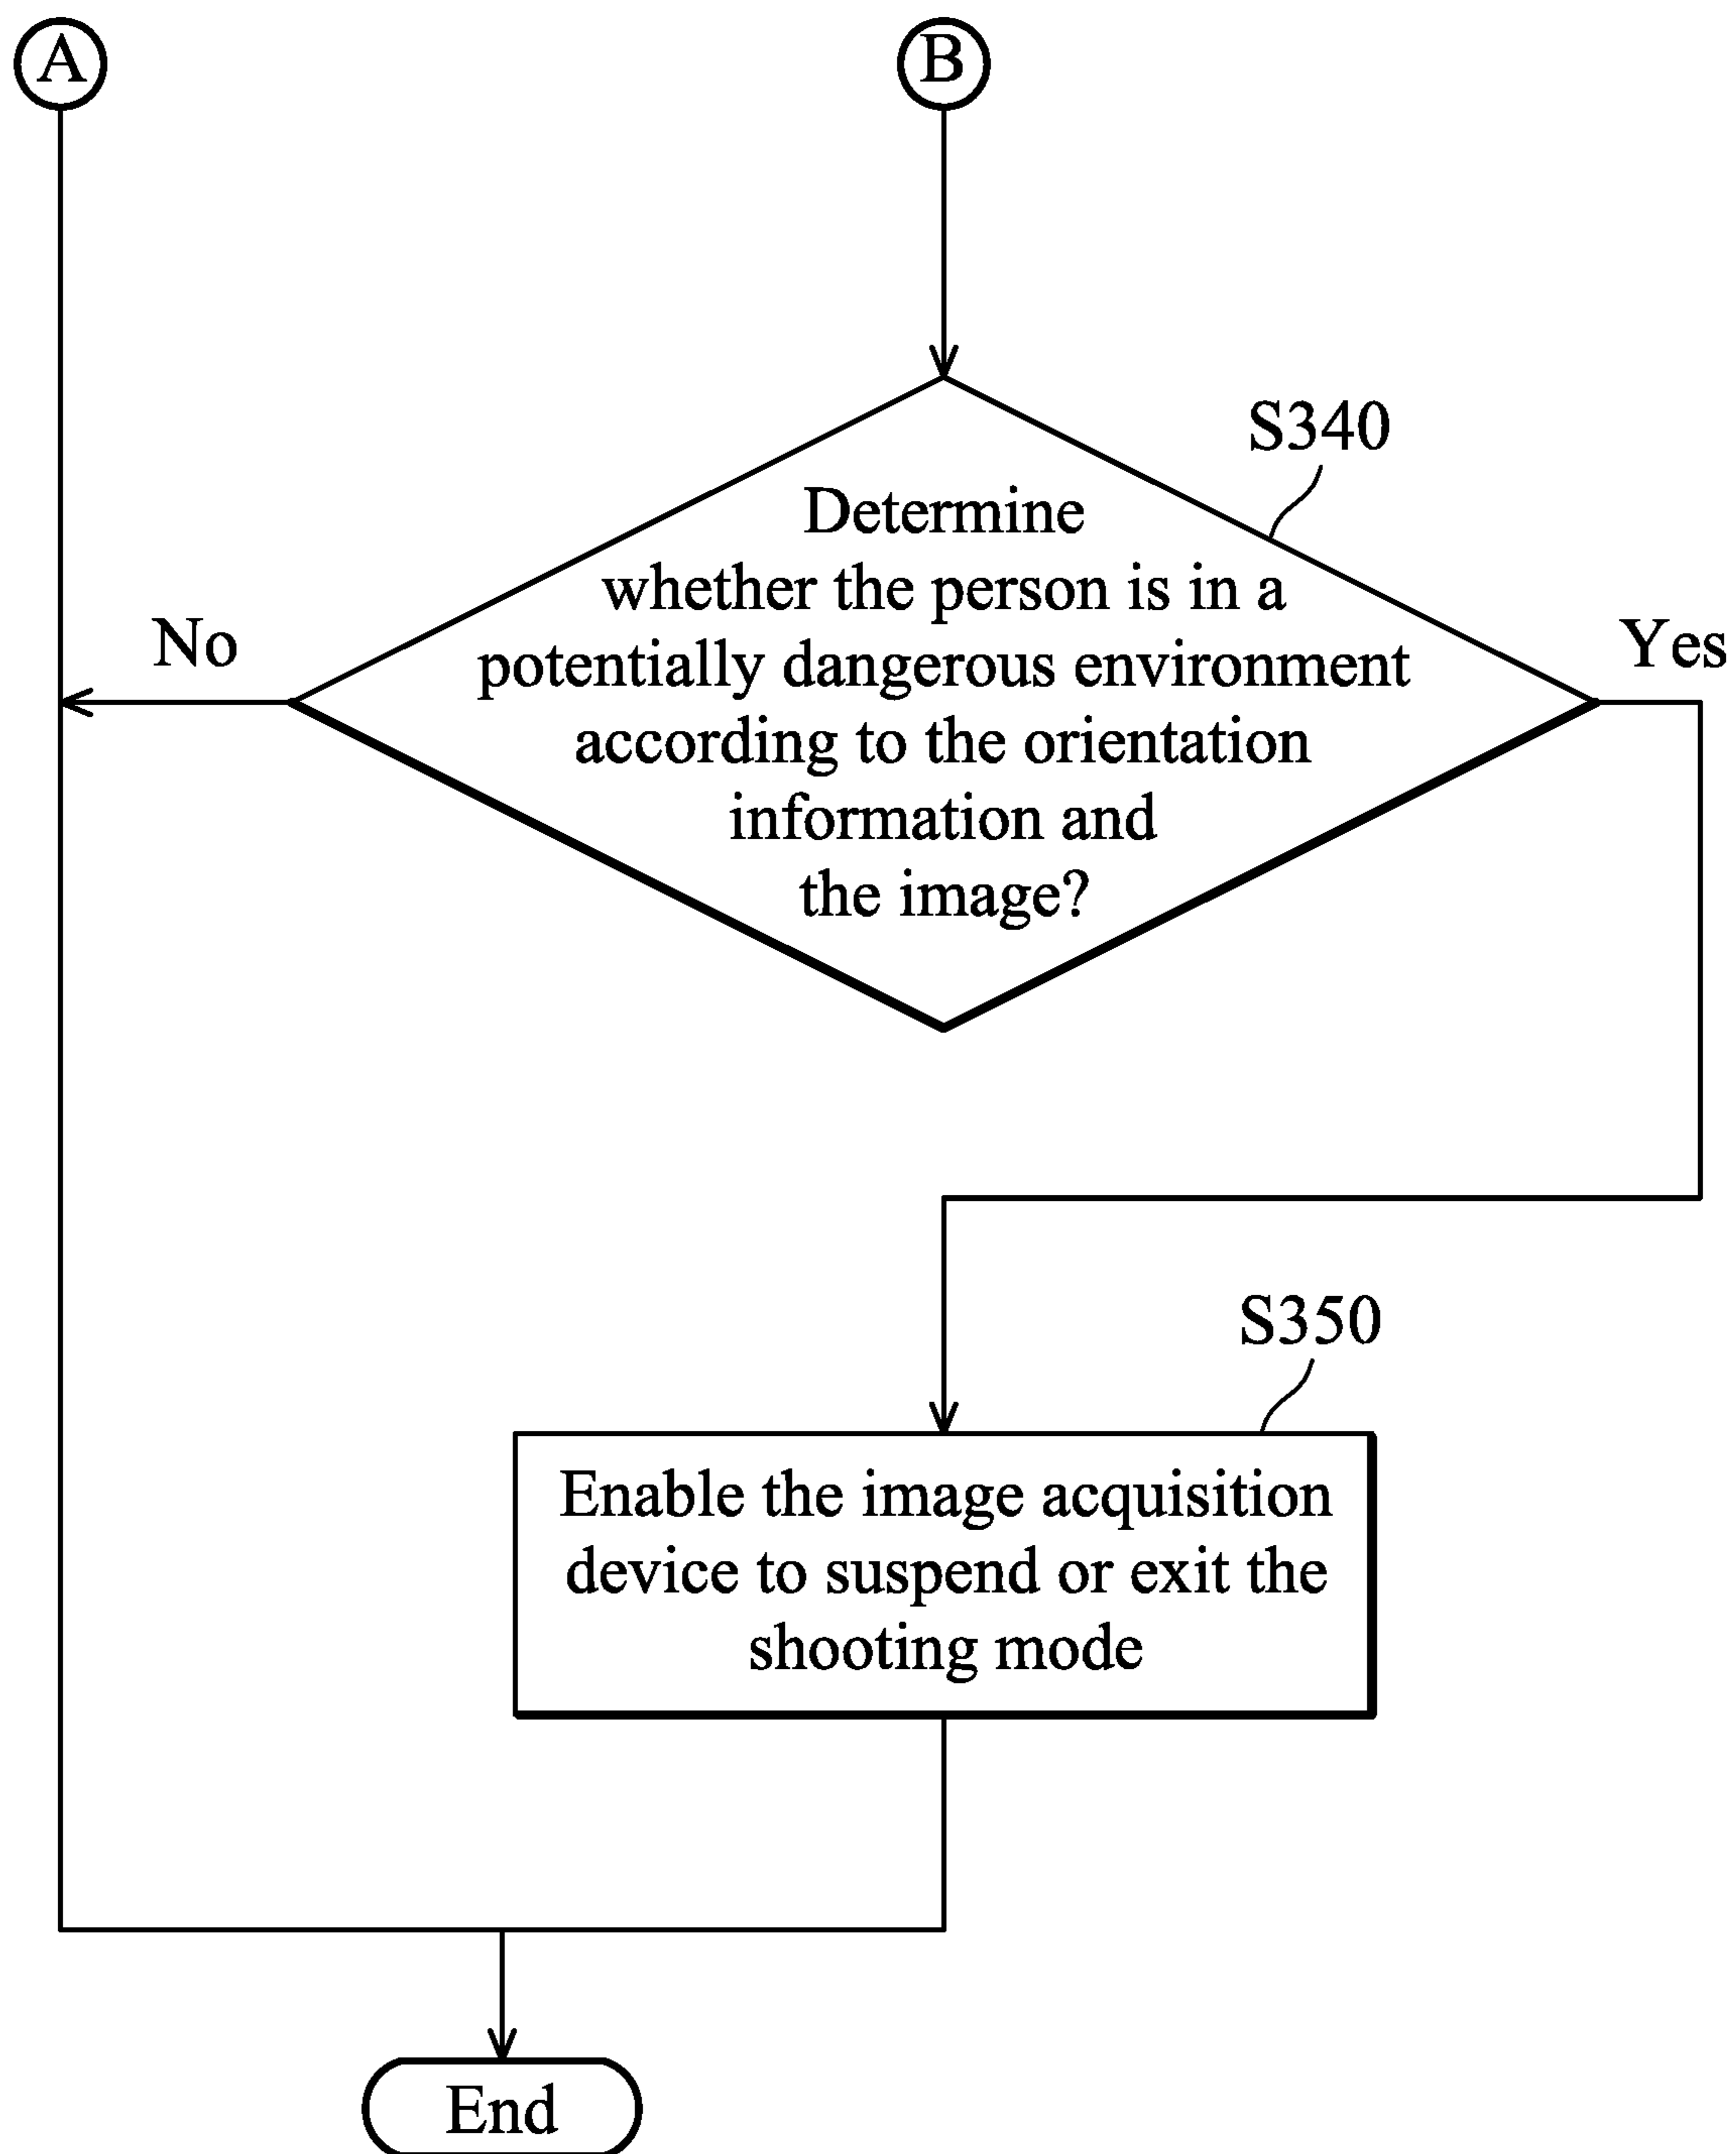 A
B
S340
Determine
whether the person is in a
potentially dangerous environment
according to the orientation
information and
the image?
No
Yes
S350
Enable the image acquisition
device to suspend or exit the
shooting mode
End